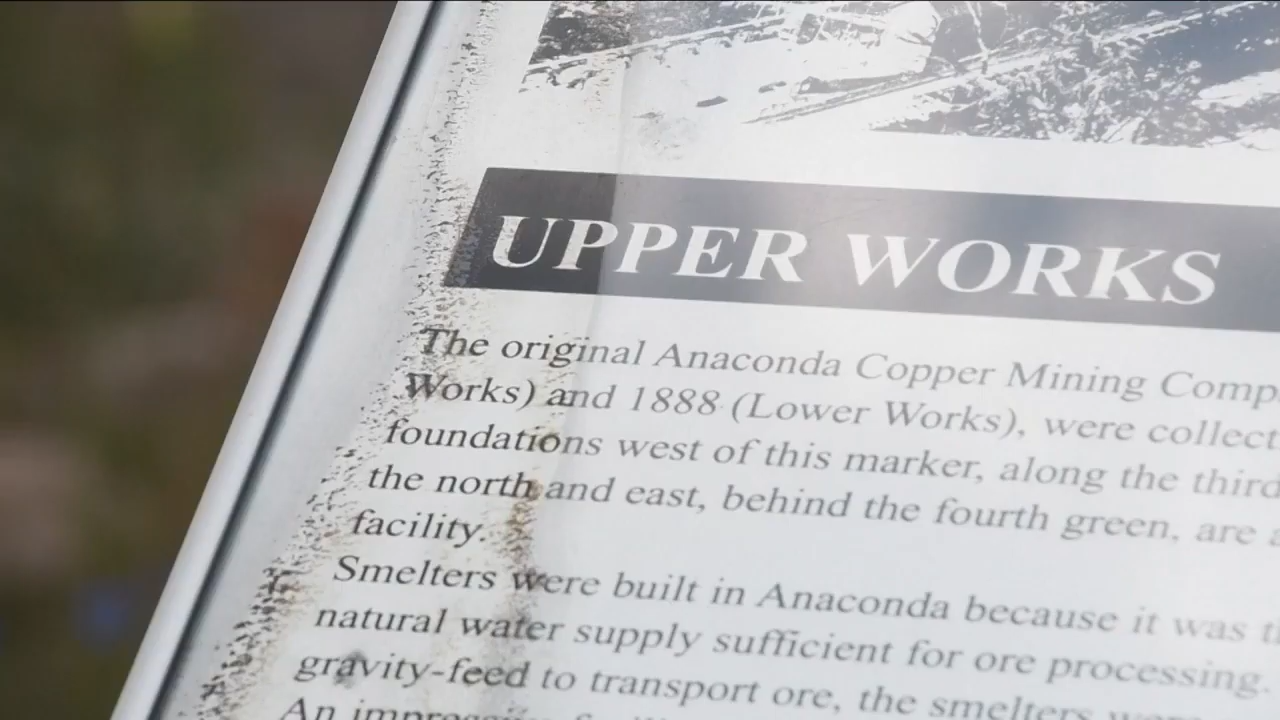 UPPER WORKS
The original Anaconda Copper Mining Comp
Works) and 1888 (Lower Works), were collect
foundations west of this marker, along the third
the north and east, behind the fourth green, are a
facility.
Smelters were built in Anaconda because it was t
natural water supply sufficient for ore processing.
gravity-feed to transport ore, the smelters were
An